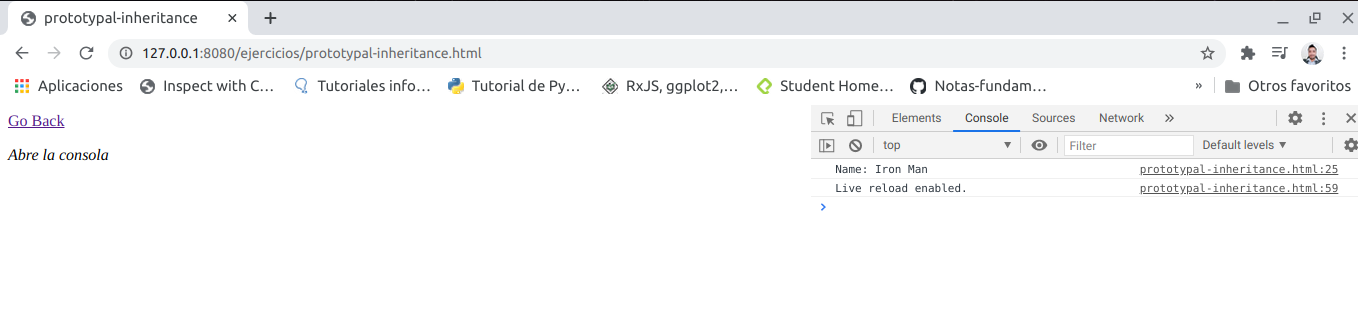 prototypal-inheritance
127.0.0.1:8080/ejercicios/prototypal-inheritance.html
Aplicaciones Inspect with C… Tutoriales info… Tutorial de Py… RxJS, ggplot2,… Student Home… Notas-fundam… » Otros favoritos
Go Back
Abre la consola
Elements Console Sources Network »
top Filter Default levels
Name: Iron Man prototypal-inheritance.html:25
Live reload enabled. prototypal-inheritance.html:59